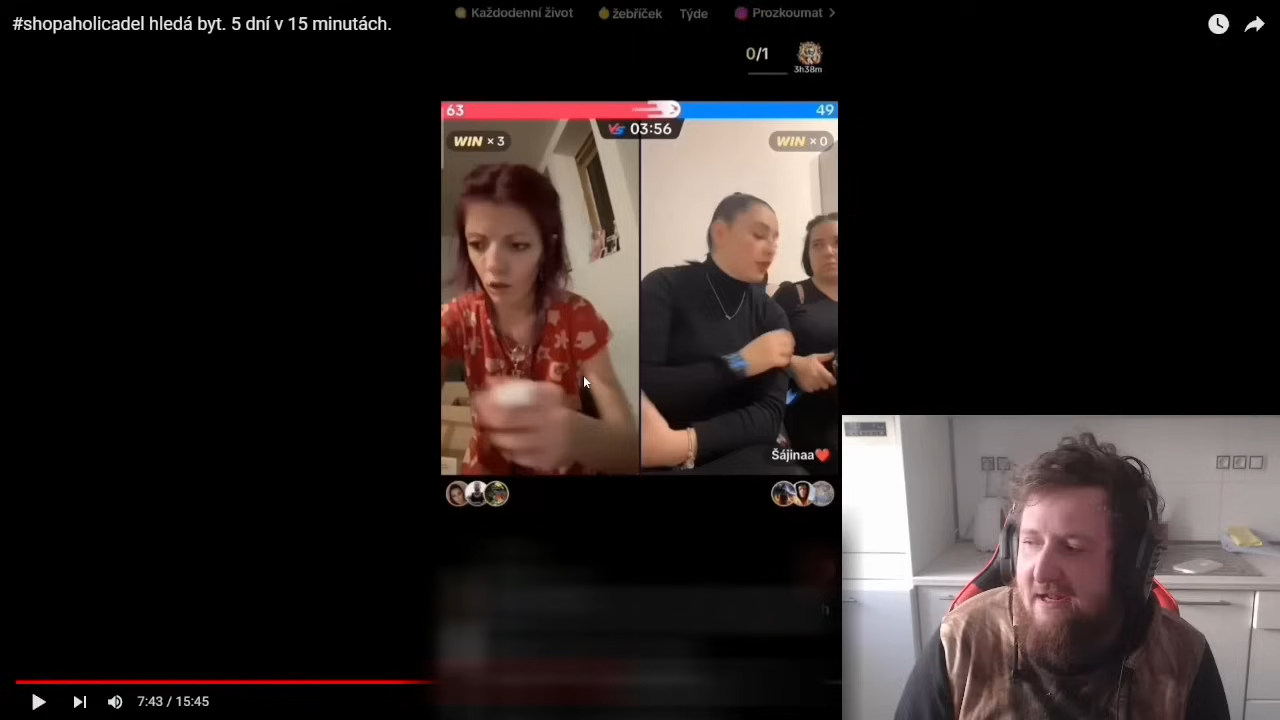 #shopaholicadel hledá byt. 5 dní v 15 minutách.
Každodenní život
žebříček
Týde
Prozkoumat
0/1
3h38m
63
49
VS 03:56
WIN × 3
WIN × 0
Šájinaa❤️
7:43 / 15:45